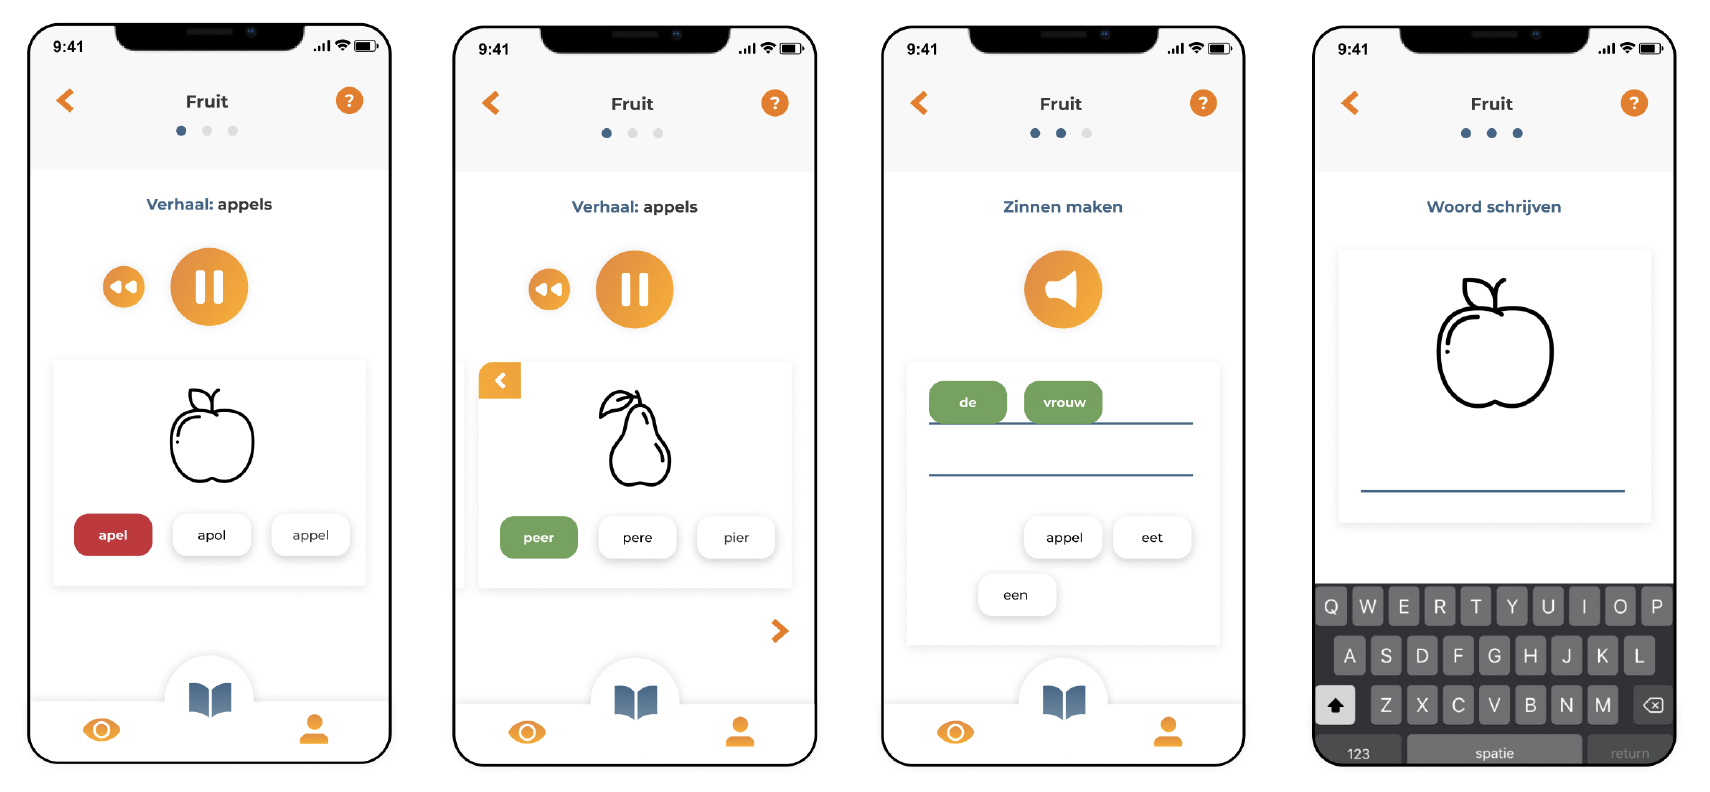 9:41
Fruit
?
Verhaal: appels
apel apol appel
9:41
Fruit
?
Verhaal: appels
peer pere pier
9:41
Fruit
?
Zinnen maken
de vrouw
appel eet
een
9:41
Fruit
?
Woord schrijven
Q W E R T Y U I O P
A S D F G H J K L
Z X C V B N M
123 spatie return